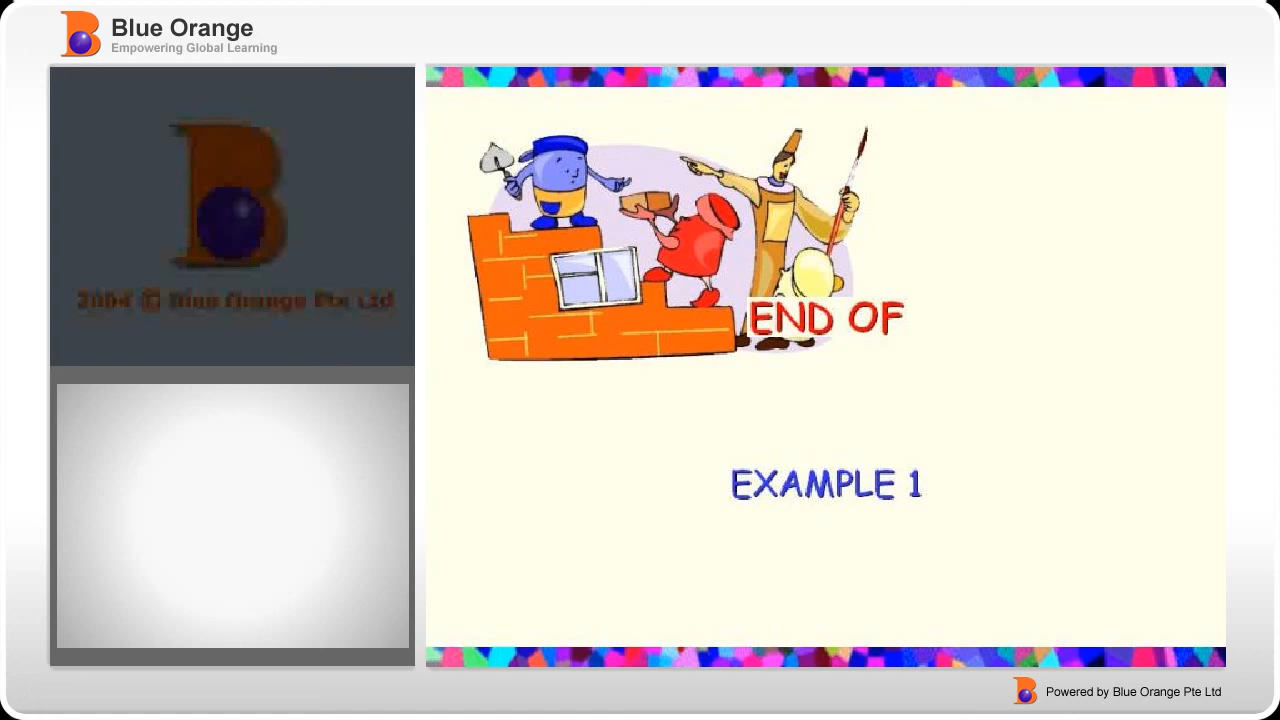 Blue Orange
Empowering Global Learning
2004 © Blue Orange Pte Ltd
END OF
EXAMPLE 1
Powered by Blue Orange Pte Ltd